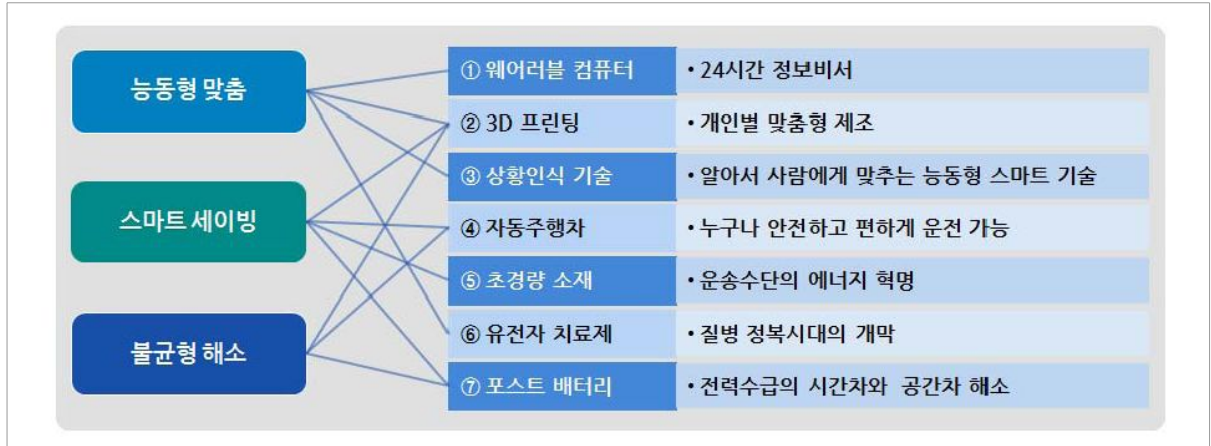 능동형 맞춤
스마트 세이빙
불균형 해소
① 웨어러블 컴퓨터
• 24시간 정보비서
② 3D 프린팅
• 개인별 맞춤형 제조
③ 상황인식 기술
• 알아서 사람에게 맞추는 능동형 스마트 기술
④ 자동주행차
• 누구나 안전하고 편하게 운전 가능
⑤ 초경량 소재
• 운송수단의 에너지 혁명
⑥ 유전자 치료제
• 질병 정복시대의 개막
⑦ 포스트 배터리
• 전력수급의 시간차와 공간차 해소